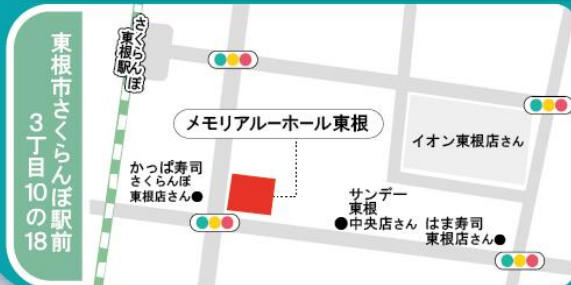 東根市さくらんぼ駅前
3丁目10の18
さくらんぼ
東根駅
メモリアルーホール東根
イオン東根店さん
かっぱ寿司
さくらんぼ
東根店さん
サンデー
東根
中央店さん
はま寿司
東根店さん